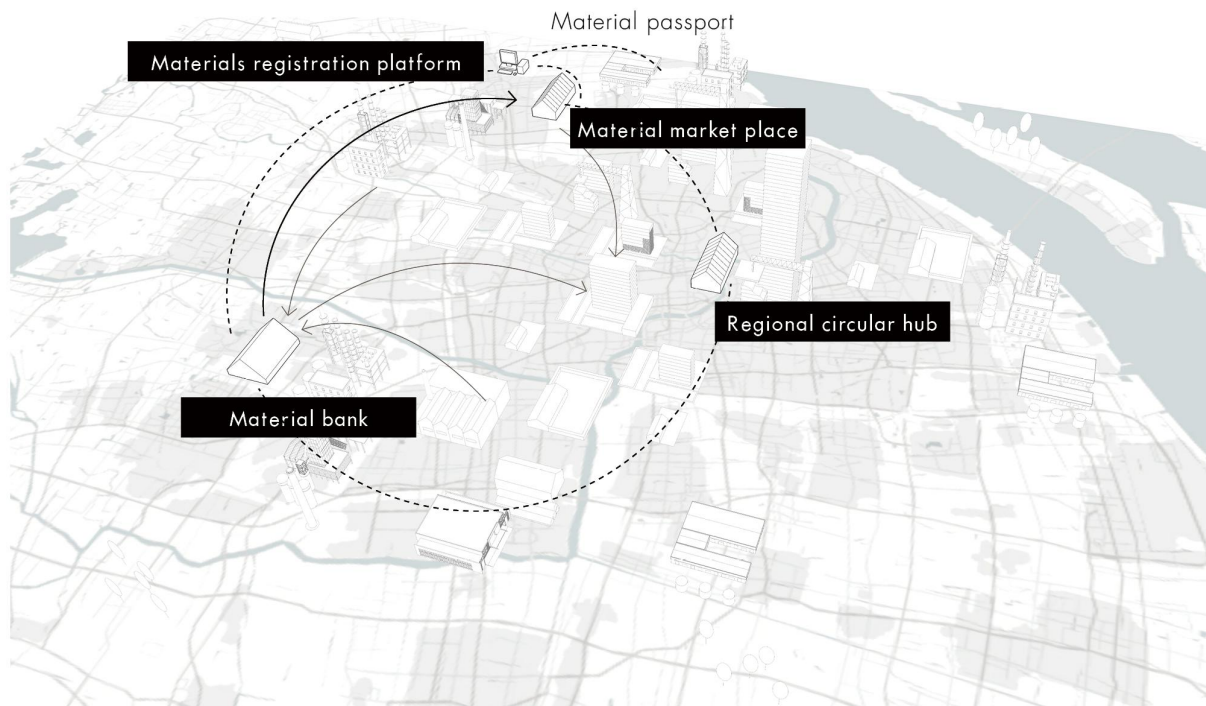 Material passport
Materials registration platform
Material market place
Regional circular hub
Material bank